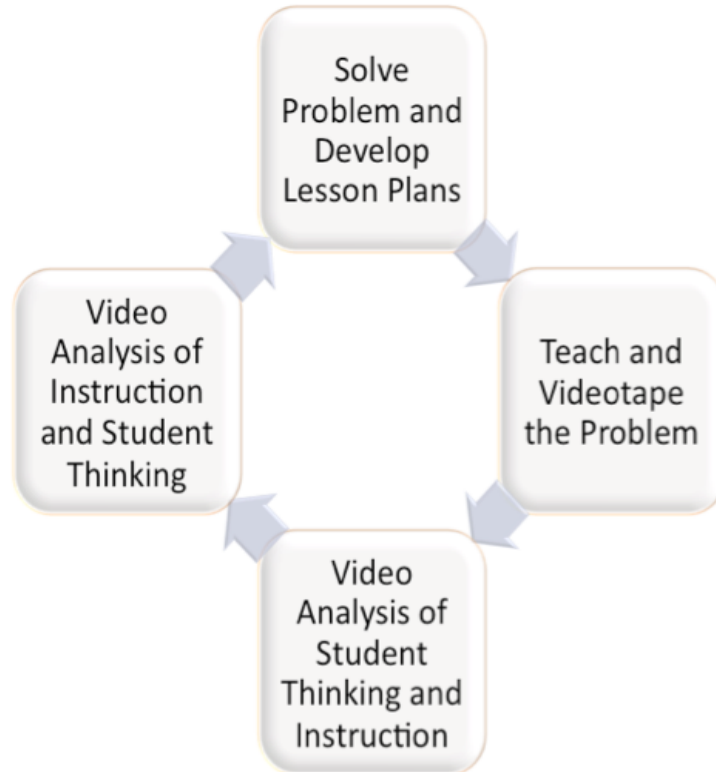 Solve
Problem and
Develop
Lesson Plans
Teach and
Videotape
the Problem
Video
Analysis of
Student
Thinking and
Instruction
Video
Analysis of
Instruction
and Student
Thinking